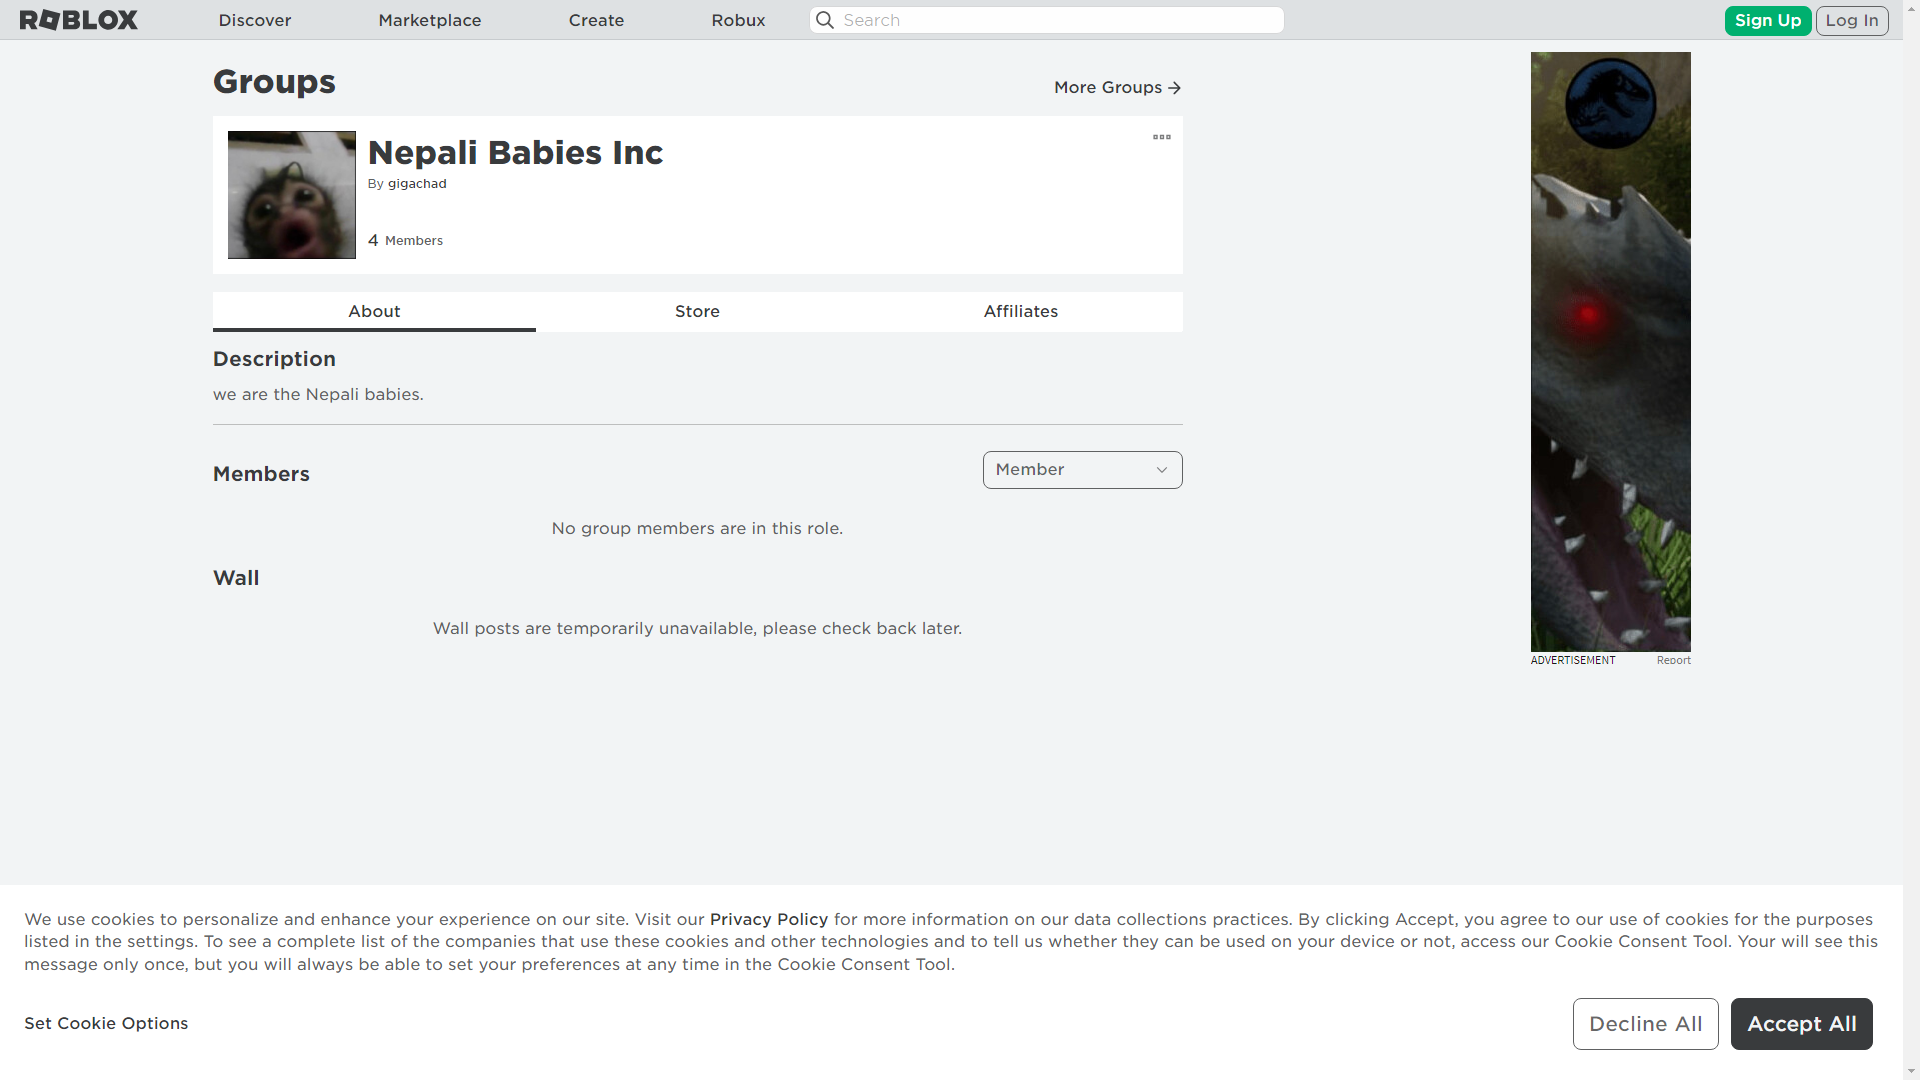 ROBLOX Discover Marketplace Create Robux Search Sign Up Log In
Groups
More Groups
Nepali Babies Inc
By gigachad
4 Members
About Store Affiliates
Description
we are the Nepali babies.
Members
Member
No group members are in this role.
Wall
Wall posts are temporarily unavailable, please check back later.
ADVERTISEMENT Report
We use cookies to personalize and enhance your experience on our site. Visit our Privacy Policy for more information on our data collections practices. By clicking Accept, you agree to our use of cookies for the purposes
listed in the settings. To see a complete list of the companies that use these cookies and other technologies and to tell us whether they can be used on your device or not, access our Cookie Consent Tool. Your will see this
message only once, but you will always be able to set your preferences at any time in the Cookie Consent Tool.
Set Cookie Options
Decline All
Accept All